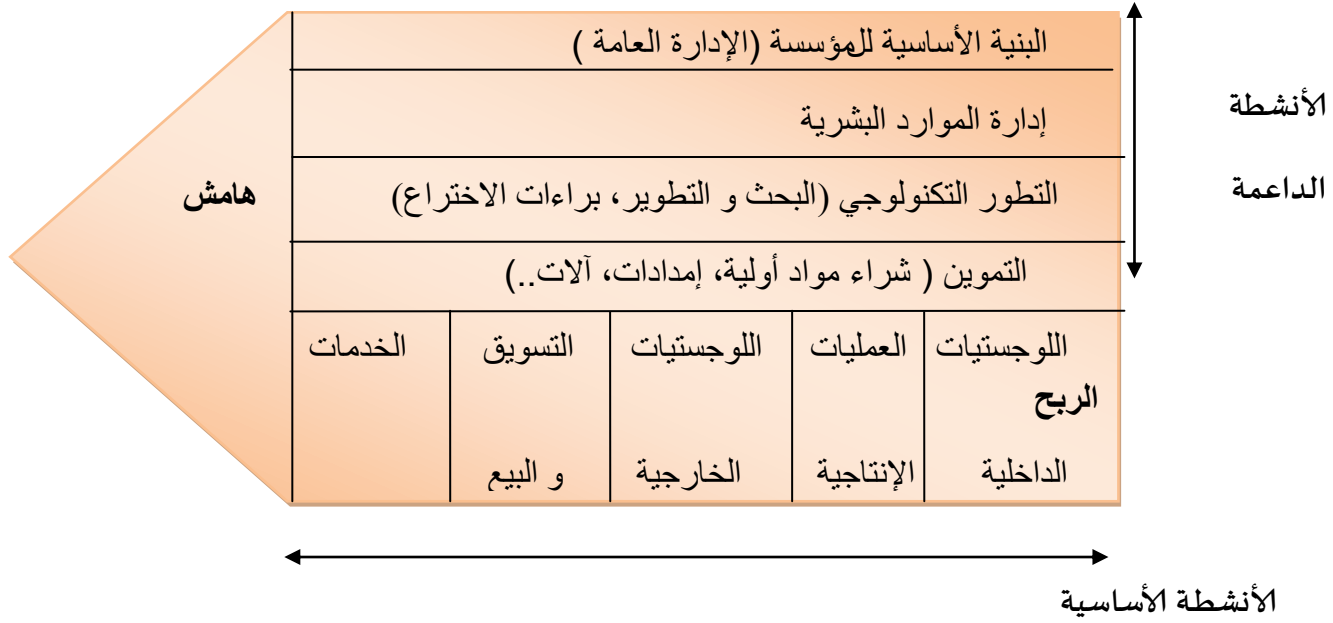 البنية الأساسية للمؤسسة (الإدارة العامة )
الأنشطة
إدارة الموارد البشرية
الداعمة
التطور التكنولوجي (البحث و التطوير، براءات الاختراع)
هامش
التموين ( شراء مواد أولية، إمدادات، آلات..)
اللوجستيات العمليات اللوجستيات التسويق الخدمات
الربح
الداخلية الإنتاجية الخارجية و البيع
الأنشطة الأساسية